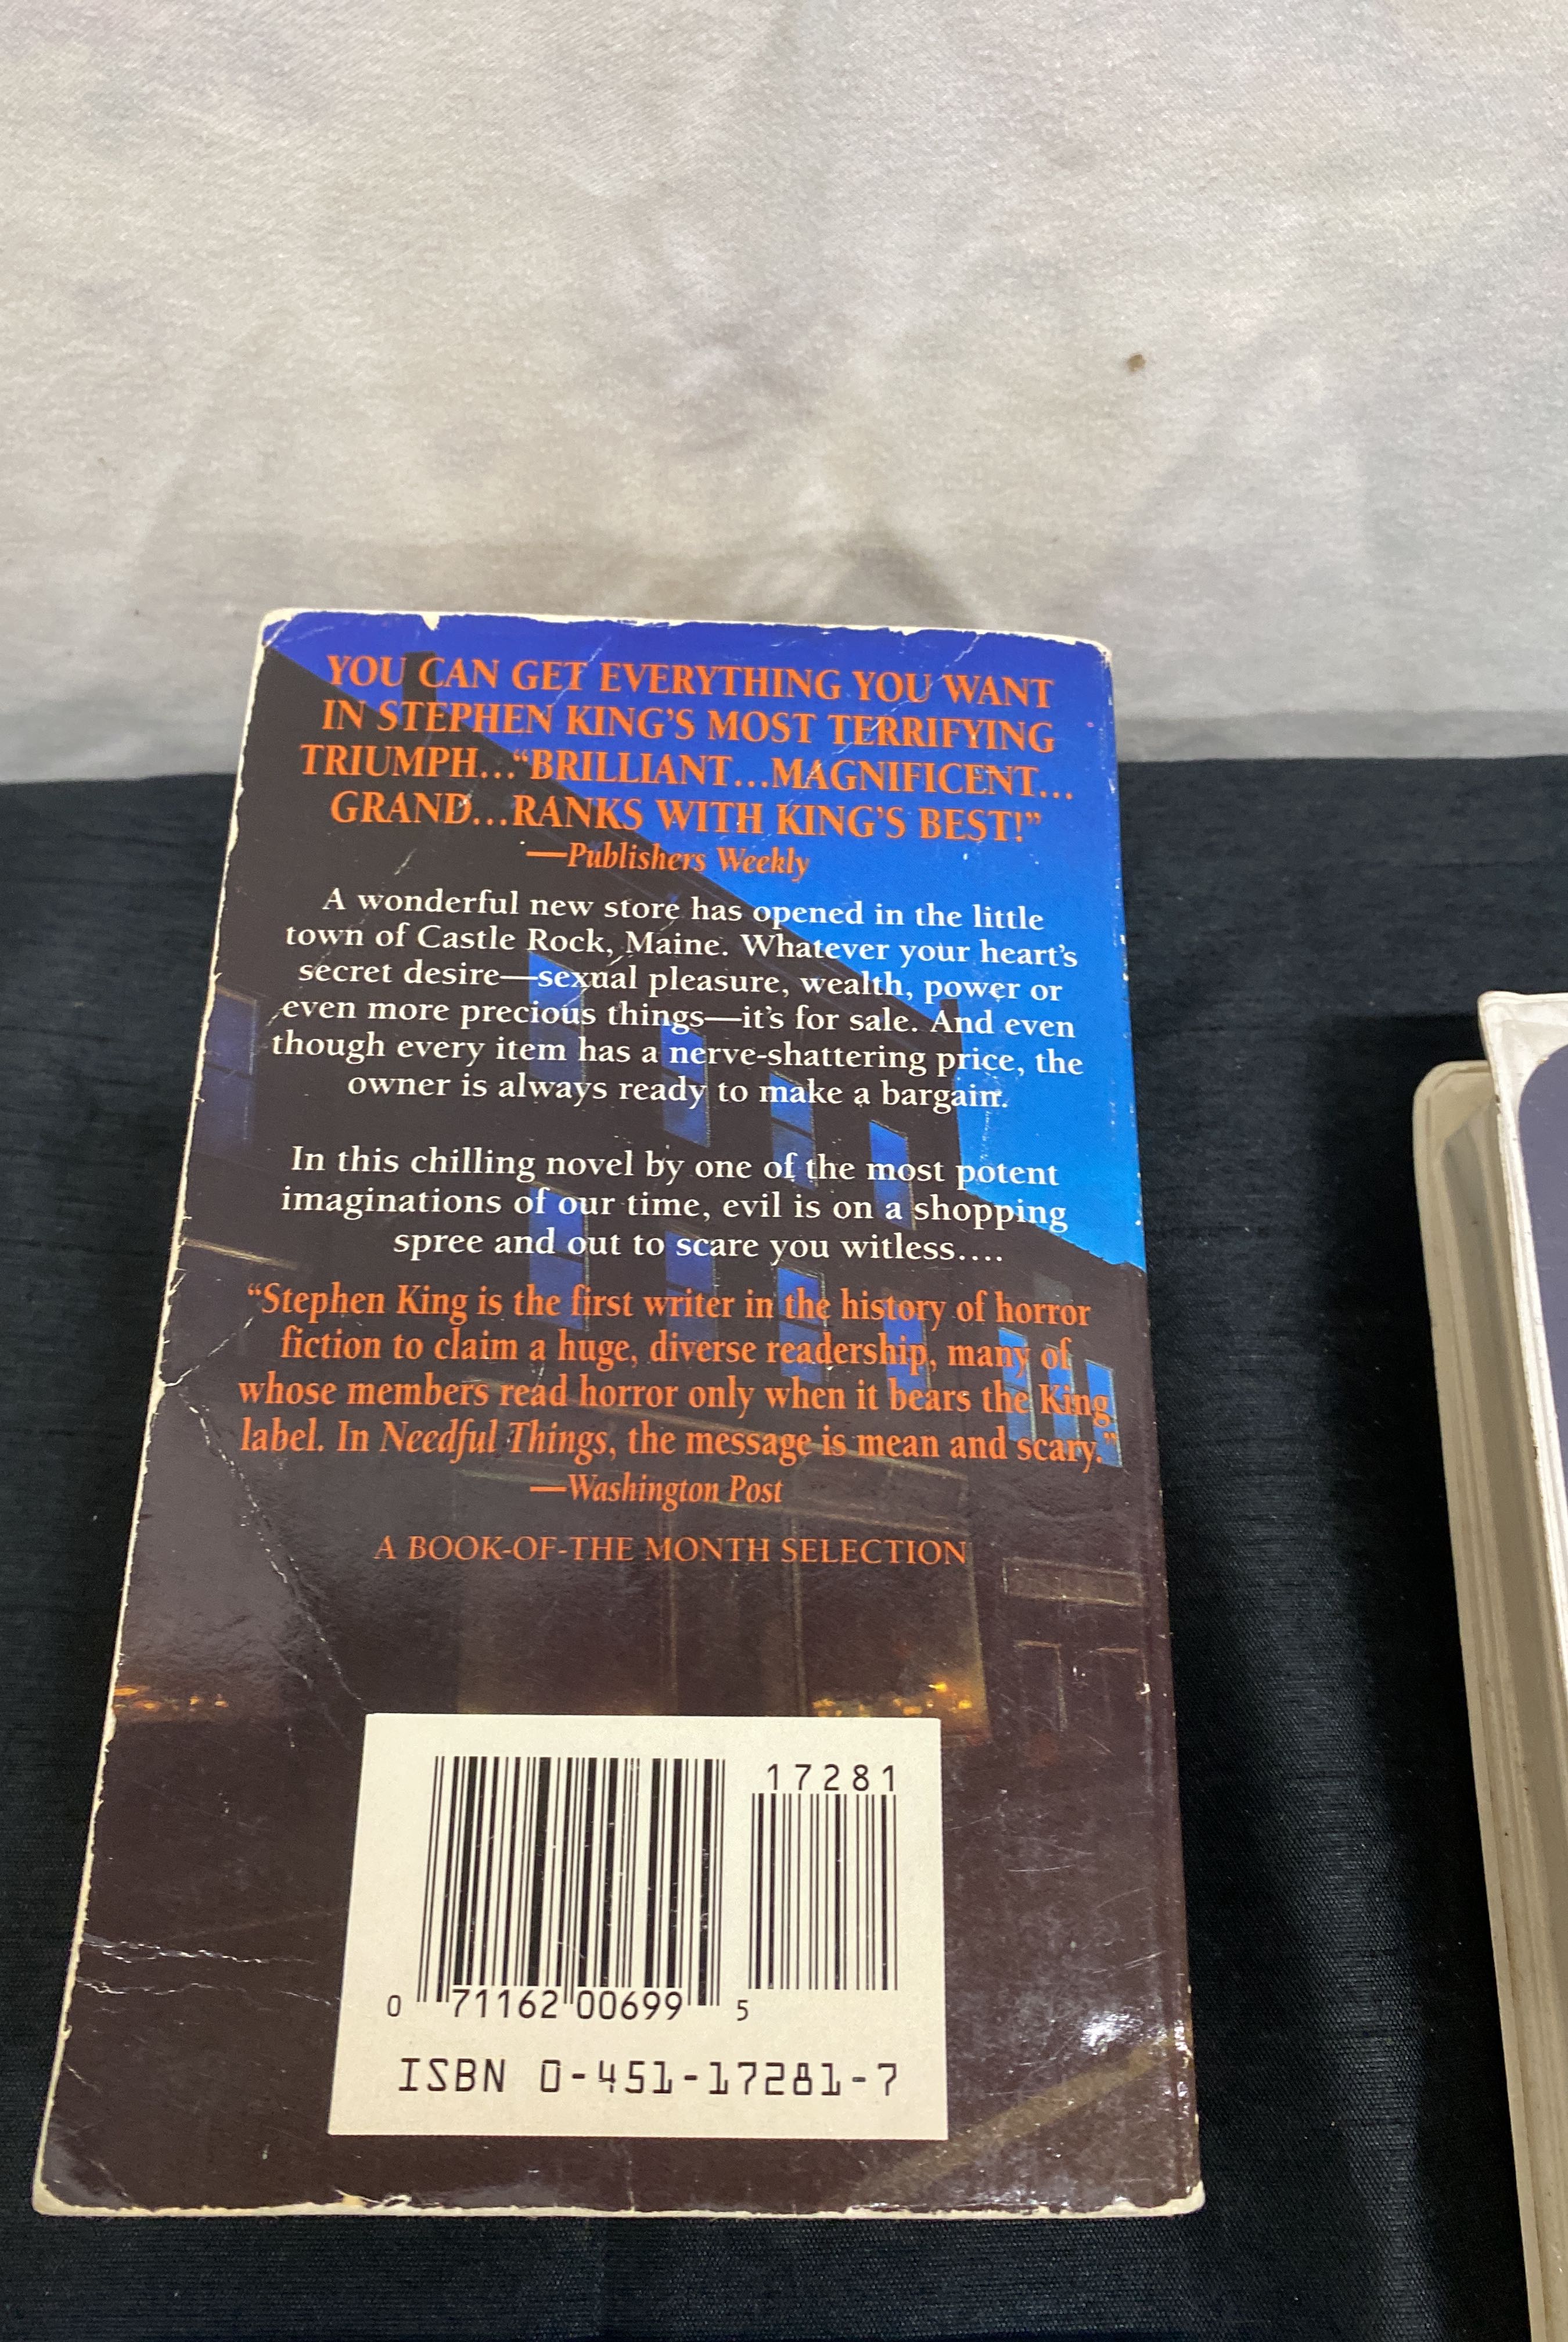 YOU CAN GET EVERYTHING YOU WANT
IN STEPHEN KING'S MOST TERRIFYING
TRIUMPH...“BRILLIANT...MAGNIFICENT...
GRAND...RANKS WITH KING'S BEST!”
—Publishers Weekly
A wonderful new store has opened in the little
town of Castle Rock, Maine. Whatever your heart's
secret desire—sexual pleasure, wealth, power or
even more precious things—it's for sale. And even
though every item has a nerve-shattering price, the
owner is always ready to make a bargain.
In this chilling novel by one of the most potent
imaginations of our time, evil is on a shopping
spree and out to scare you witless....
“Stephen King is the first writer in the history of horror
fiction to claim a huge, diverse readership, many of
whose members read horror only when it bears the King
label. In Needful Things, the message is mean and scary.”
—Washington Post
A BOOK-OF-THE MONTH SELECTION
17281
0 71162 00699 5
ISBN 0-451-17281-7